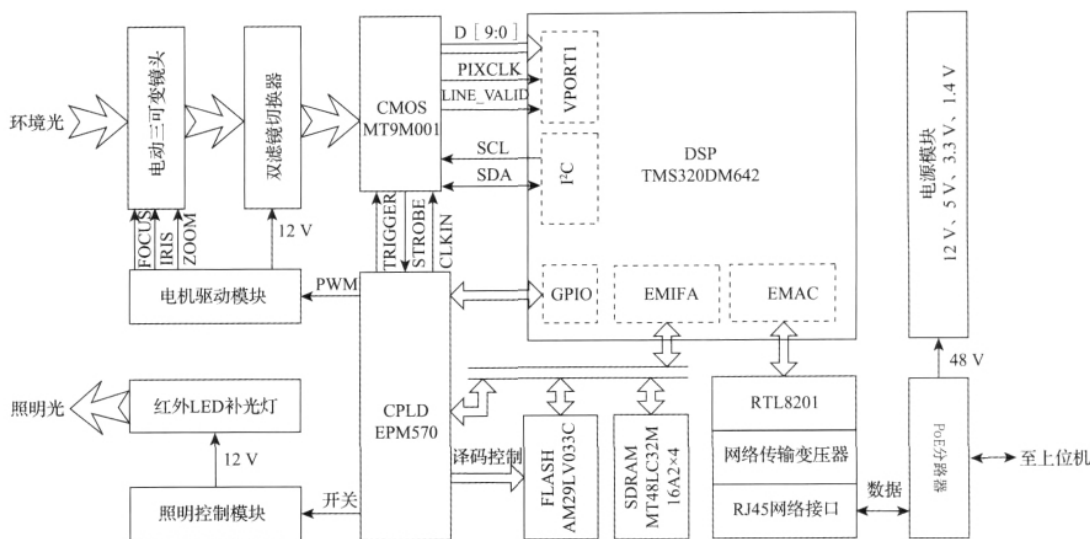 环境光
电动三可变镜头
双滤镜切换器
CMOS
MT9M001
D [9:0]
PIXCLK
LINE_VALID
SCL
SDA
VPORT1
I²C
DSP
TMS320DM642
电源模块
12 V、5 V、3.3 V、1.4 V
FOCUS
IRIS
ZOOM
12 V
TRIGGER
STROBE
CLKIN
电机驱动模块
PWM
GPIO
EMIFA
EMAC
48 V
照明光
红外LED补光灯
CPLD
EPM570
RTL8201
12 V
译码控制
FLASH
AM29LV033C
SDRAM
MT48LC32M
16A2×4
网络传输变压器
PoE分路器
至上位机
照明控制模块
开关
RJ45网络接口
数据